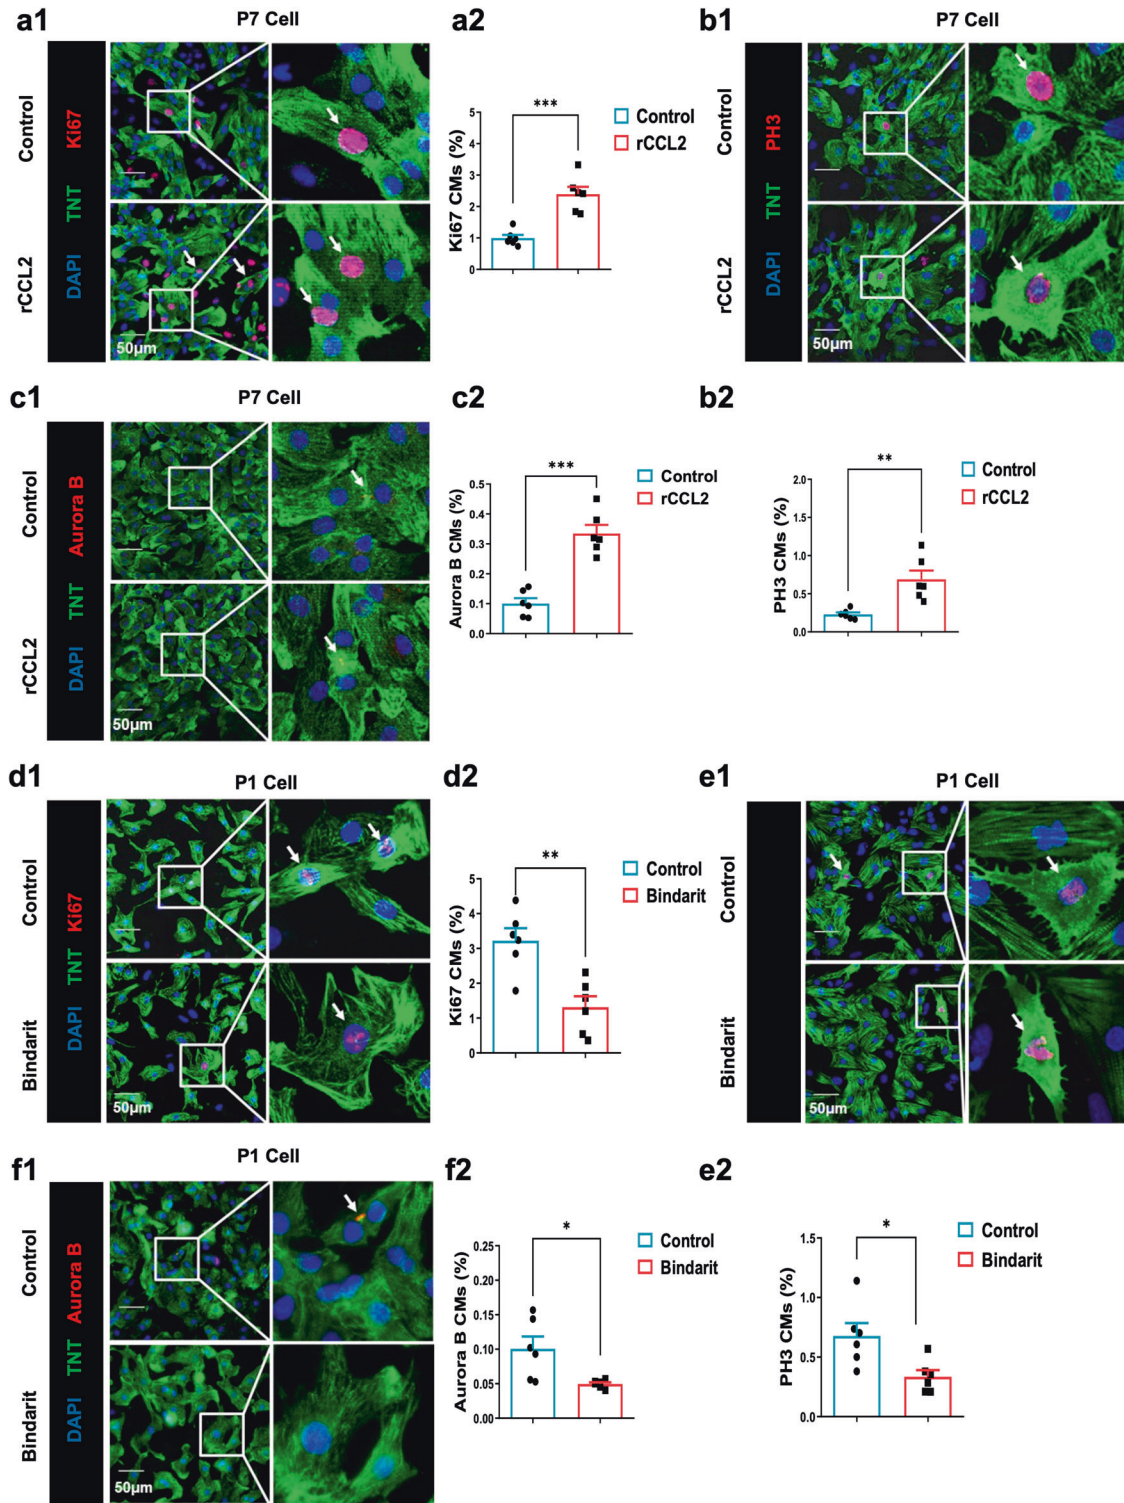 a1
P7 Cell
Control
rCCL2
DAPI TNT Ki67
50μm
a2
Ki67 CMs (%)
5
4
3
2
1
0
***
Control
rCCL2
b1
P7 Cell
Control
rCCL2
DAPI TNT PH3
50μm
c1
P7 Cell
Control
rCCL2
DAPI TNT Aurora B
50μm
c2
Aurora B CMs (%)
0.5
0.4
0.3
0.2
0.1
0.0
***
Control
rCCL2
b2
PH3 CMs (%)
2.0
1.5
1.0
0.5
0.0
**
Control
rCCL2
d1
P1 Cell
Control
Bindarit
DAPI TNT Ki67
50μm
d2
Ki67 CMs (%)
5
4
3
2
1
0
**
Control
Bindarit
e1
P1 Cell
Control
Bindarit
50μm
f1
P1 Cell
Control
Bindarit
DAPI TNT Aurora B
50μm
f2
Aurora B CMs (%)
0.25
0.20
0.15
0.10
0.05
0.00
*
Control
Bindarit
e2
PH3 CMs (%)
1.5
1.0
0.5
0.0
*
Control
Bindarit